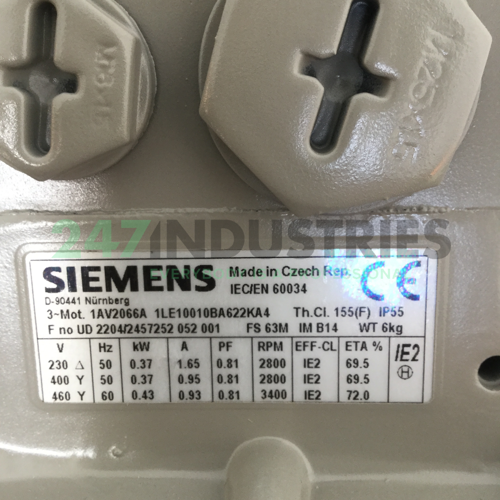 M16x1.5
M25x1.5
247INDUSTRIES
SIEMENS
D-90441 Nürnberg
Made in Czech Rep.
IEC/EN 60034
CE
3~Mot. 1AV2066A 1LE10010BA622KA4 Th.Cl. 155(F) IP55
F no UD 2204/2457252 052 001 FS 63M IM B14 WT 6kg
V Hz kW A PF RPM EFF-CL ETA %
230 Δ 50 0.37 1.65 0.81 2800 IE2 69.5
400 Y 50 0.37 0.95 0.81 2800 IE2 69.5
460 Y 60 0.43 0.93 0.81 3400 IE2 72.0
IE2
H